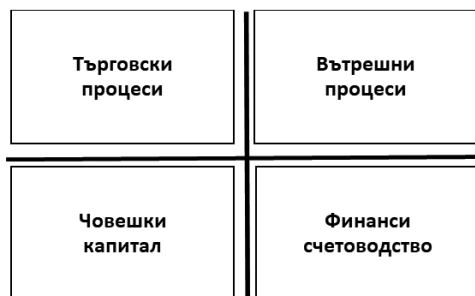 Търговски
процеси
Вътрешни
процеси
Човешки
капитал
Финанси
счетоводство